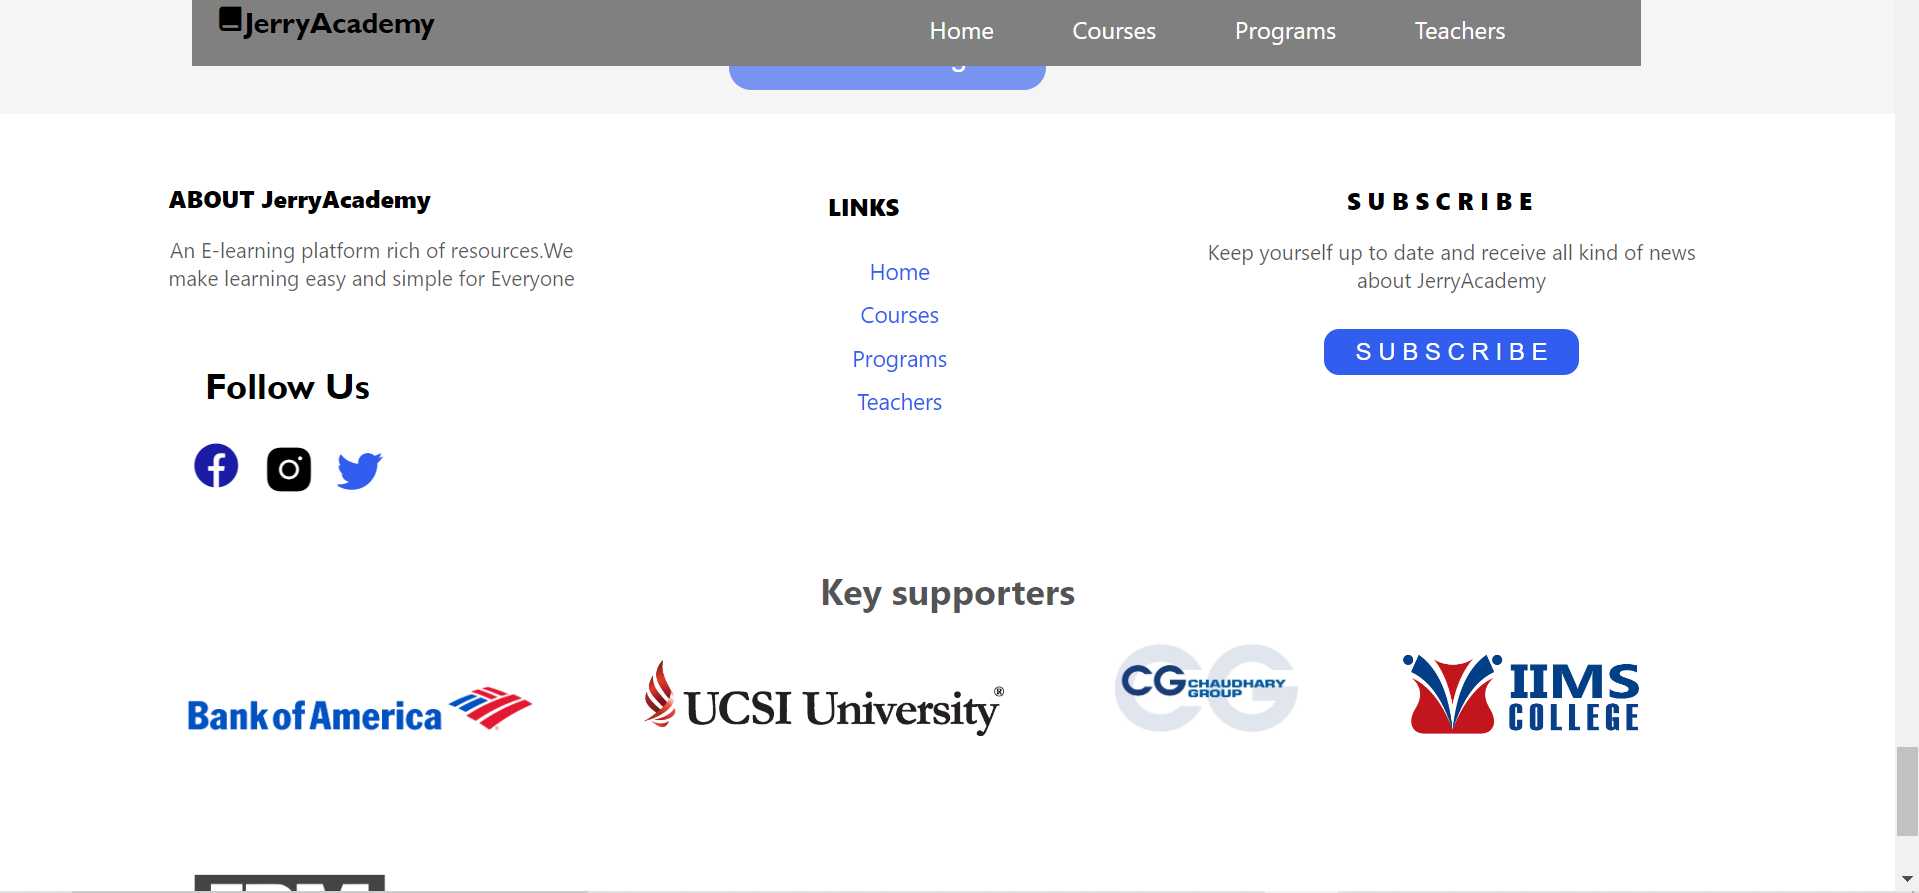 JerryAcademy
Home Courses Programs Teachers
ABOUT JerryAcademy
An E-learning platform rich of resources.We
make learning easy and simple for Everyone
Follow Us
LINKS
Home
Courses
Programs
Teachers
SUBSCRIBE
Keep yourself up to date and receive all kind of news
about JerryAcademy
SUBSCRIBE
Key supporters
Bank of America
UCSI University®
CG CHAUDHARY
GROUP
IIMS
COLLEGE